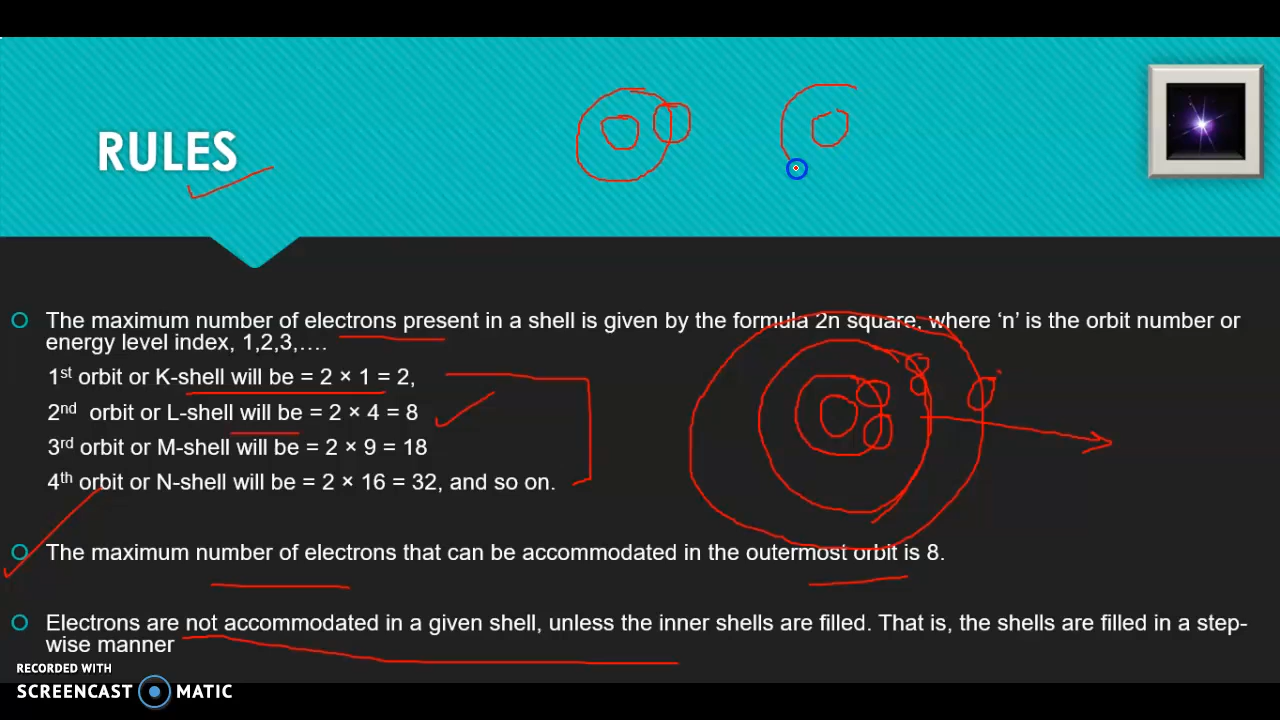 RULES
The maximum number of electrons present in a shell is given by the formula 2n square, where ‘n’ is the orbit number or
energy level index, 1,2,3,….
1st orbit or K-shell will be = 2 × 1 = 2,
2nd orbit or L-shell will be = 2 × 4 = 8
3rd orbit or M-shell will be = 2 × 9 = 18
4th orbit or N-shell will be = 2 × 16 = 32, and so on.
The maximum number of electrons that can be accommodated in the outermost orbit is 8.
Electrons are not accommodated in a given shell, unless the inner shells are filled. That is, the shells are filled in a step-
wise manner
RECORDED WITH
SCREENCAST MATIC